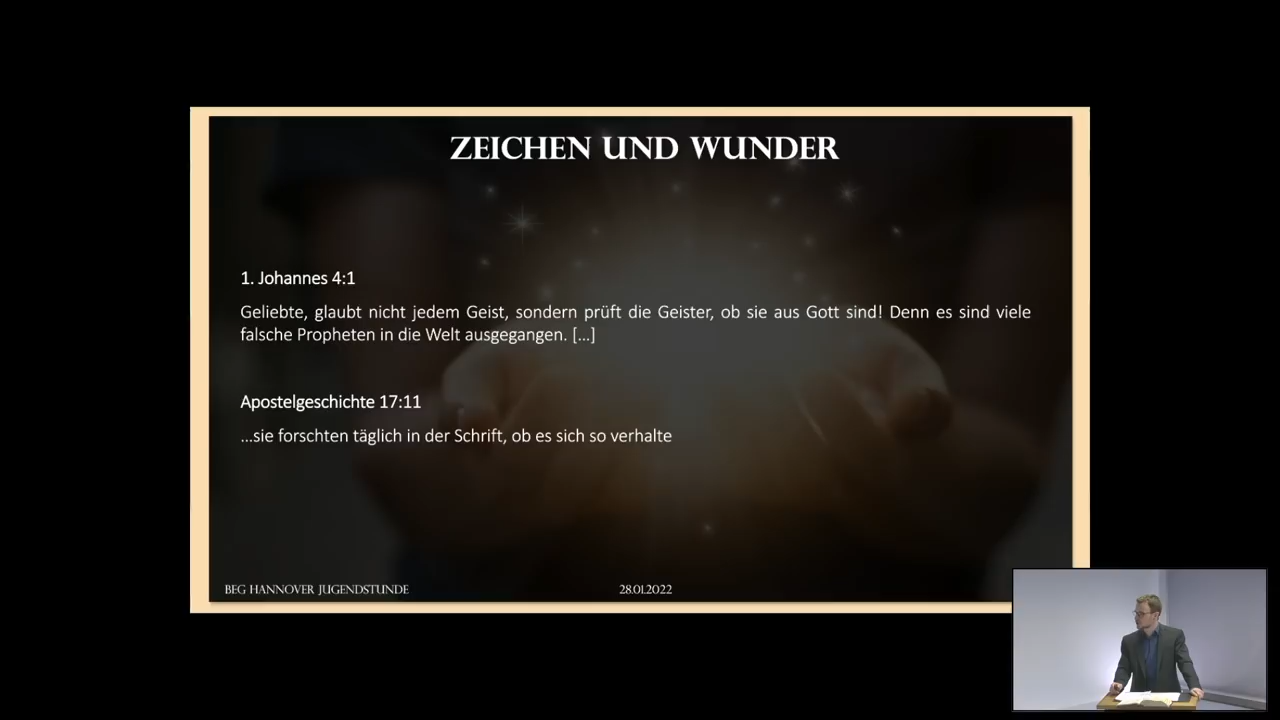 ZEICHEN UND WUNDER
1. Johannes 4:1
Geliebte, glaubt nicht jedem Geist, sondern prüft die Geister, ob sie aus Gott sind! Denn es sind viele
falsche Propheten in die Welt ausgegangen. [...]
Apostelgeschichte 17:11
...sie forschten täglich in der Schrift, ob es sich so verhalte
BEG HANNOVER JUGENDSTUNDE
28.01.2022